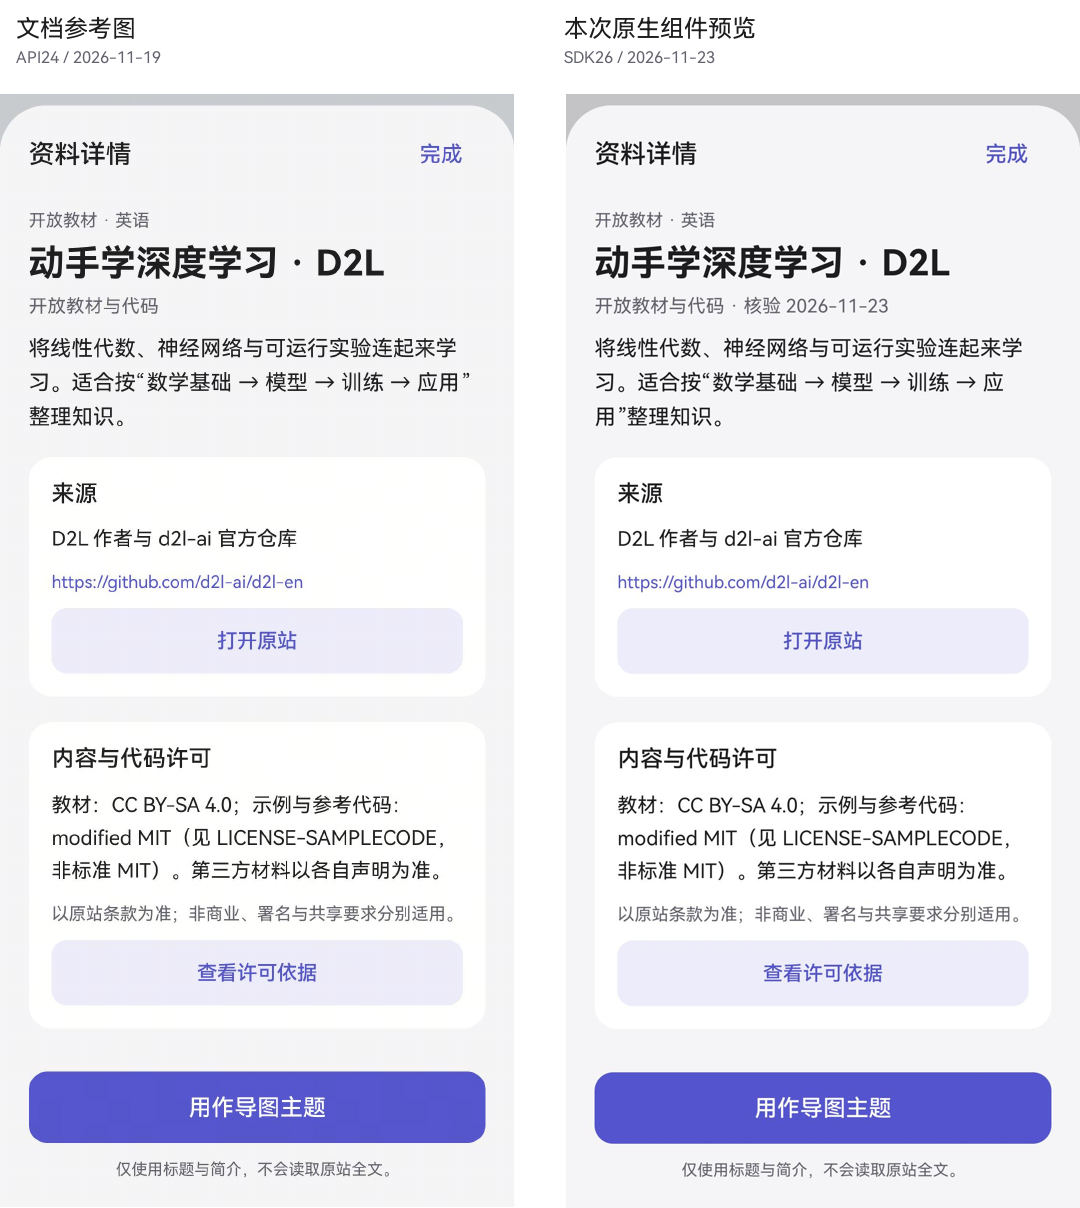 文档参考图
API24 / 2026-11-19
资料详情
完成
开放教材 · 英语
动手学深度学习 · D2L
开放教材与代码
将线性代数、神经网络与可运行实验连起来学
习。适合按“数学基础 → 模型 → 训练 → 应用”
整理知识。
来源
D2L 作者与 d2l-ai 官方仓库
https://github.com/d2l-ai/d2l-en
打开原站
内容与代码许可
教材：CC BY-SA 4.0；示例与参考代码：
modified MIT（见 LICENSE-SAMPLECODE，
非标准 MIT）。第三方材料以各自声明为准。
以原站条款为准；非商业、署名与共享要求分别适用。
查看许可依据
用作导图主题
仅使用标题与简介，不会读取原站全文。
本次原生组件预览
SDK26 / 2026-11-23
资料详情
完成
开放教材 · 英语
动手学深度学习 · D2L
开放教材与代码 · 核验 2026-11-23
将线性代数、神经网络与可运行实验连起来学
习。适合按“数学基础 → 模型 → 训练 → 应
用”整理知识。
来源
D2L 作者与 d2l-ai 官方仓库
https://github.com/d2l-ai/d2l-en
打开原站
内容与代码许可
教材：CC BY-SA 4.0；示例与参考代码：
modified MIT（见 LICENSE-SAMPLECODE，
非标准 MIT）。第三方材料以各自声明为准。
以原站条款为准；非商业、署名与共享要求分别适用。
查看许可依据
用作导图主题
仅使用标题与简介，不会读取原站全文。